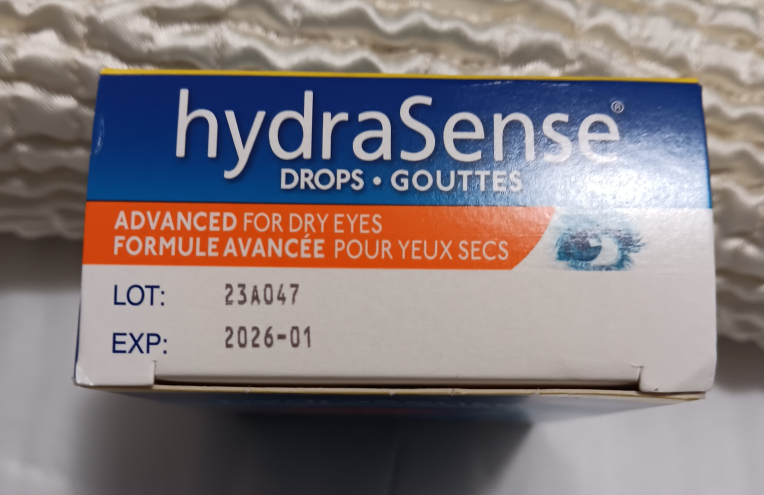 hydraSense®
DROPS • GOUTTES
ADVANCED FOR DRY EYES
FORMULE AVANCÉE POUR YEUX SECS
LOT: 23A047
EXP: 2026-01